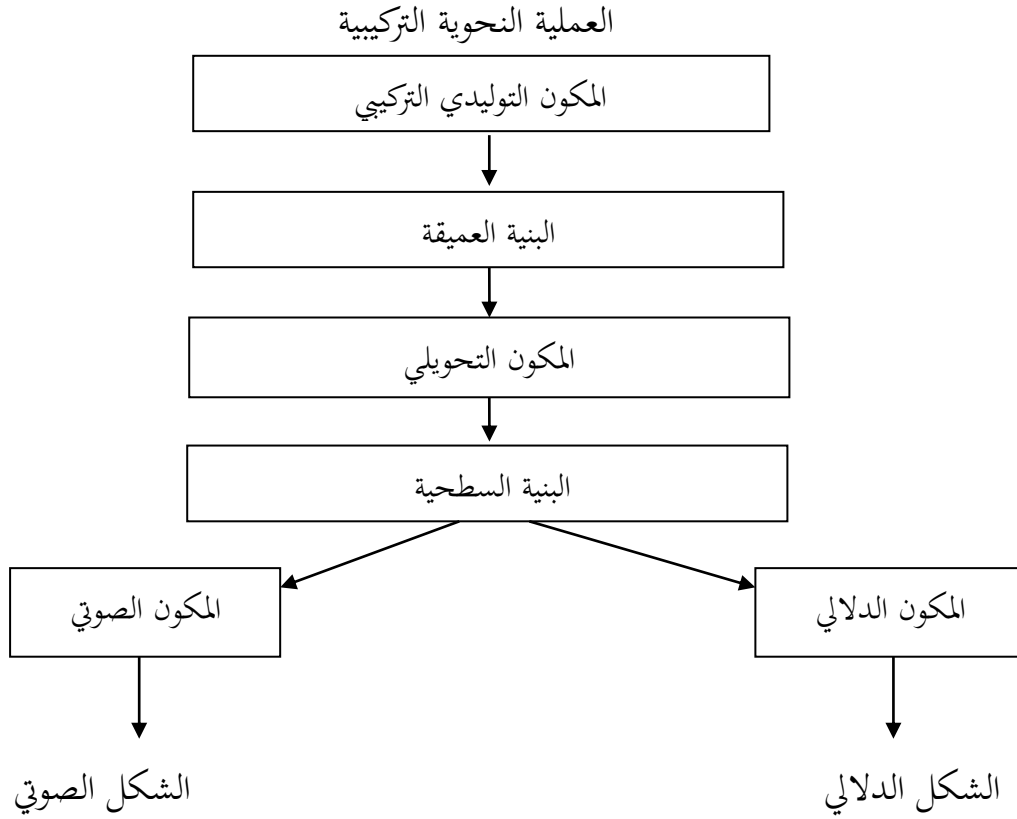 العملية النحوية التركيبية
المكون التوليدي التركيبي
البنية العميقة
المكون التحويلي
البنية السطحية
المكون الدلالي
المكون الصوتي
الشكل الدلالي
الشكل الصوتي